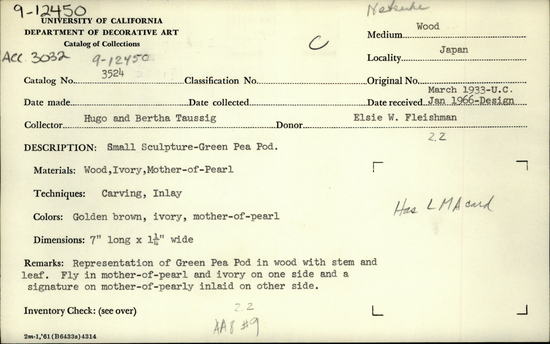 9-12450
Netsuke
UNIVERSITY OF CALIFORNIA
DEPARTMENT OF DECORATIVE ART
Catalog of Collections
ACC. 3032
9-12450
C
Medium Wood
Locality Japan
Catalog No. 3524 Classification No. Original No.
March 1933-U.C.
Date made Date collected Date received Jan 1966-Design
Collector Hugo and Bertha Taussig Donor Elsie W. Fleishman
22
DESCRIPTION: Small Sculpture-Green Pea Pod.
Materials: Wood,Ivory,Mother-of-Pearl
Techniques: Carving, Inlay
Has LMA card
Colors: Golden brown, ivory, mother-of-pearl
Dimensions: 7" long x wide
Remarks: Representation of Green Pea Pod in wood with stem and
leaf. Fly in mother-of-pearl and ivory on one side and a
signature on mother-of-pearly inlaid on other side.
Inventory Check: (see over) 22
AA8 #9
2m-1,'61(B6433s)4314